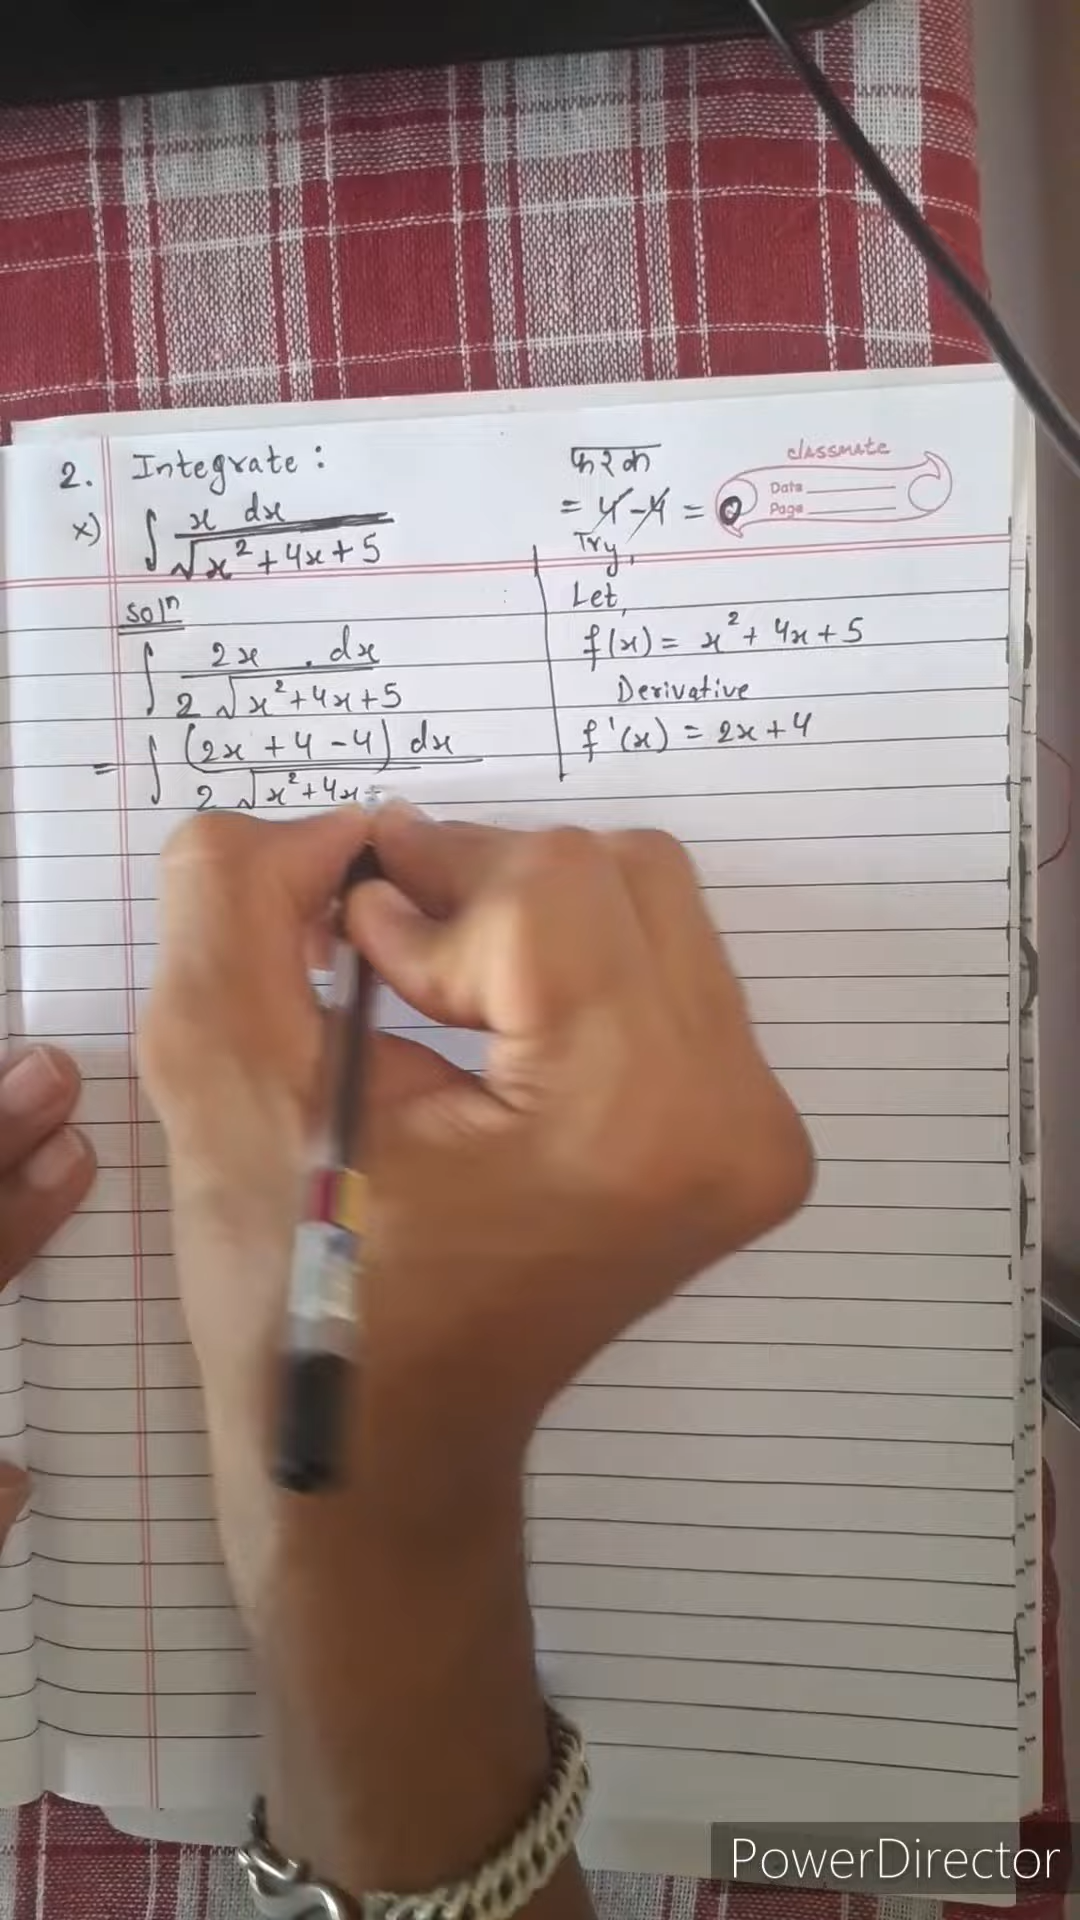 2. Integrate :
x) ∫ x dx / √x² + 4x + 5
Solⁿ
∫ 2x . dx / 2 √x² + 4x + 5
= ∫ (2x + 4 - 4) dx / 2 √x² + 4x
= 4 - 4 = 0
Try,
Let,
f(x) = x² + 4x + 5
Derivative
f'(x) = 2x + 4
classmate
Date
Page
PowerDirector